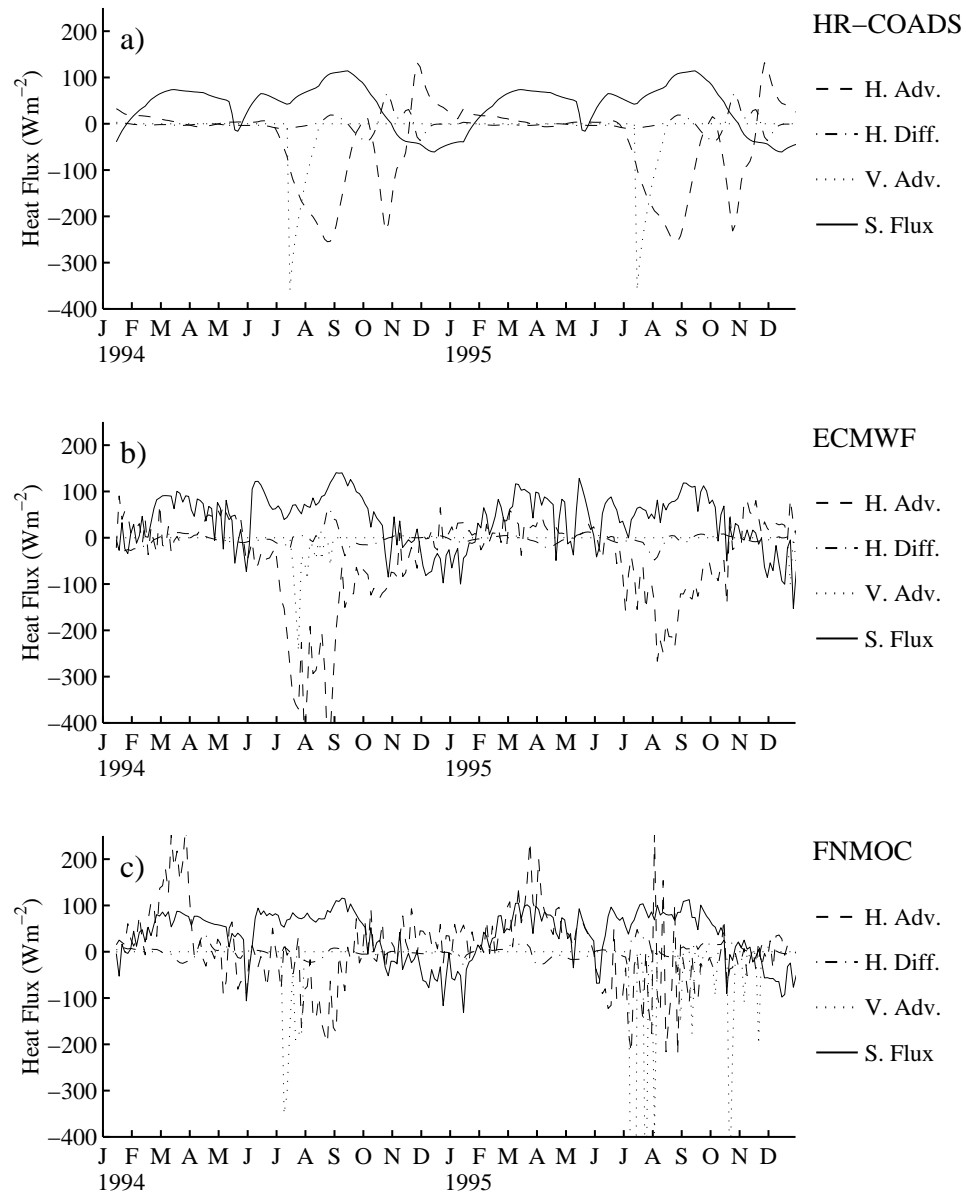 a)
HR−COADS
Heat Flux (Wm−2)
200
100
0
−100
−200
−300
−400
J F M A M J J A S O N D J F M A M J J A S O N D
1994 1995
H. Adv.
H. Diff.
V. Adv.
S. Flux
b)
ECMWF
Heat Flux (Wm−2)
200
100
0
−100
−200
−300
−400
J F M A M J J A S O N D J F M A M J J A S O N D
1994 1995
H. Adv.
H. Diff.
V. Adv.
S. Flux
c)
FNMOC
Heat Flux (Wm−2)
200
100
0
−100
−200
−300
−400
J F M A M J J A S O N D J F M A M J J A S O N D
1994 1995
H. Adv.
H. Diff.
V. Adv.
S. Flux